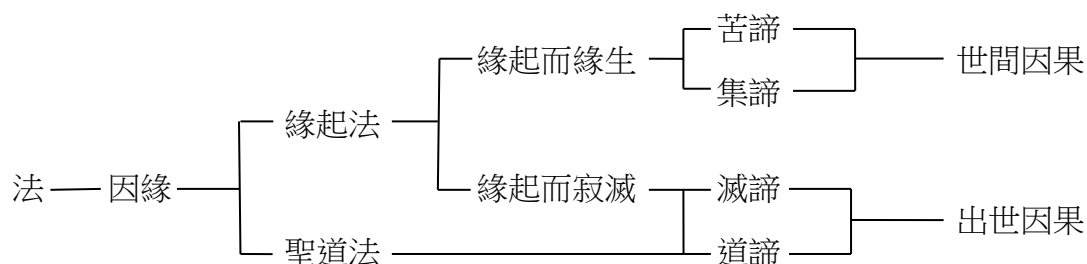 苦諦
緣起而緣生
世間因果
集諦
緣起法
法
因緣
緣起而寂滅
滅諦
出世因果
聖道法
道諦